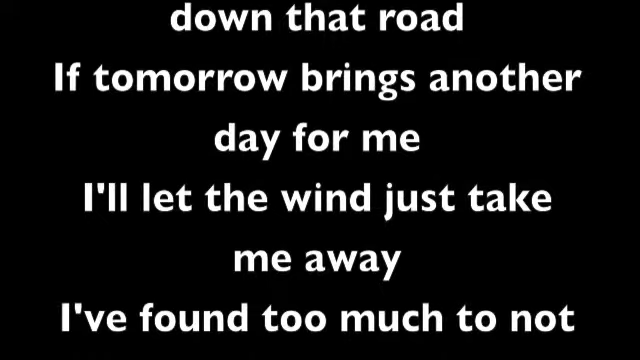 down that road
If tomorrow brings another
day for me
I'll let the wind just take
me away
I've found too much to not